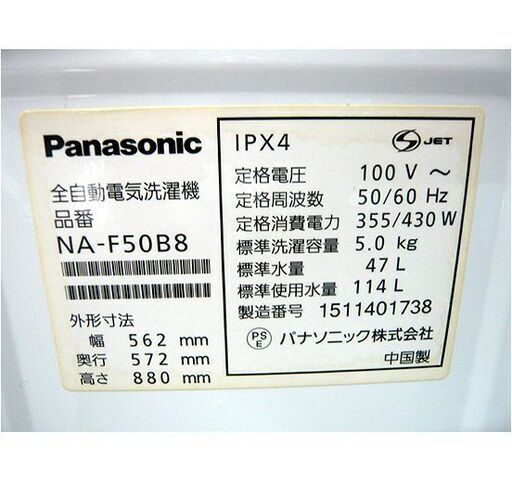 Panasonic
全自動電気洗濯機
品番
NA-F50B8
外形寸法
幅 562 mm
奥行 572 mm
高さ 880 mm
IPX4
S JET
定格電圧 100 V ～
定格周波数 50/60 Hz
定格消費電力 355/430 W
標準洗濯容量 5.0 kg
標準水量 47 L
標準使用水量 114 L
製造番号 1511401738
PS E パナソニック株式会社
中国製